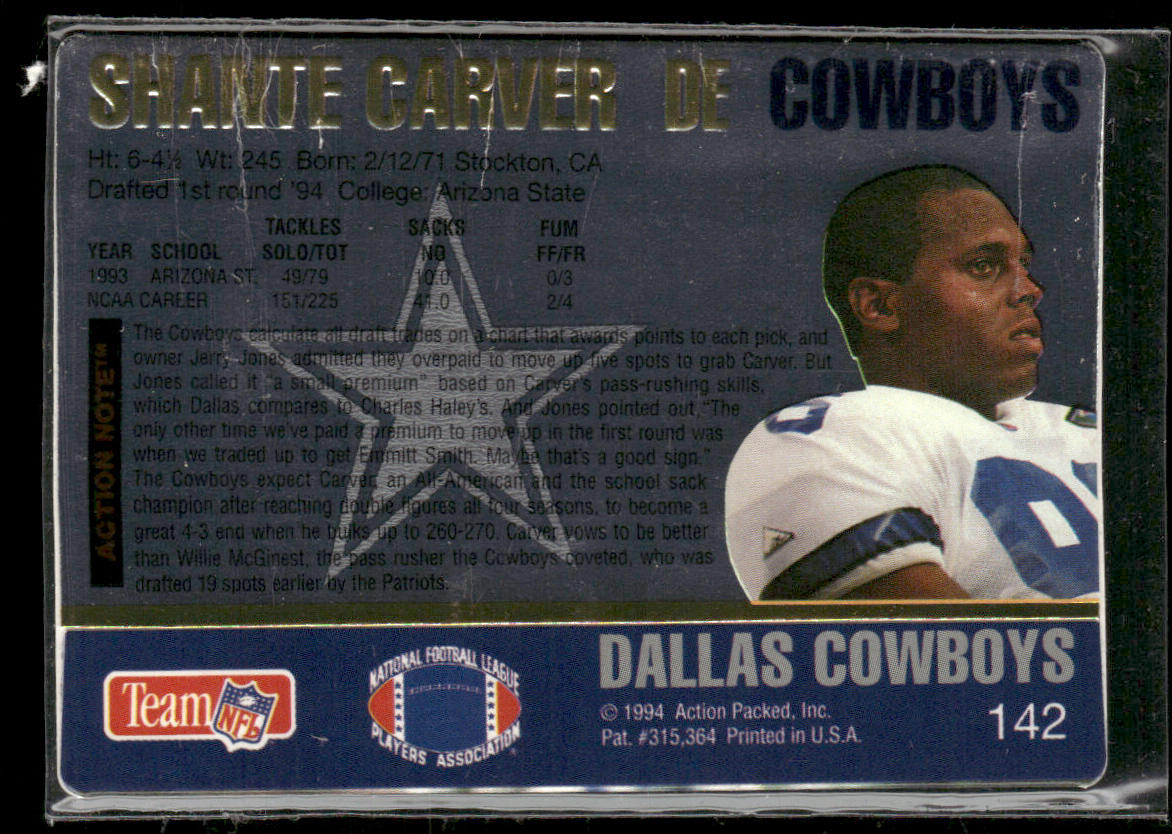 SHANTE CARVER DE COWBOYS
Ht: 6-4½ Wt: 245 Born: 2/12/71 Stockton, CA
Drafted 1st round '94 College: Arizona State
TACKLES SACKS FUM
YEAR SCHOOL SOLO/TOT NO FF/FR
1993 ARIZONA ST. 49/79 10.0 0/3
NCAA CAREER 151/225 41.0 2/4
ACTION NOTE™
The Cowboys calculate all draft trades on a chart that awards points to each pick, and
owner Jerry Jones admitted they overpaid to move up five spots to grab Carver. But
Jones called it "a small premium" based on Carver's pass-rushing skills,
which Dallas compares to Charles Haley's. And Jones pointed out, "The
only other time we've paid a premium to move up in the first round was
when we traded up to get Emmitt Smith. Maybe that's a good sign."
The Cowboys expect Carver, an All-American and the school sack
champion after reaching double figures all four seasons, to become a
great 4-3 end when he bulks up to 260-270. Carver vows to be better
than Willie McGinest, the pass rusher the Cowboys coveted, who was
drafted 19 spots earlier by the Patriots.
DALLAS COWBOYS
Team NFL
NATIONAL FOOTBALL LEAGUE
PLAYERS ASSOCIATION
© 1994 Action Packed, Inc.
Pat. #315,364 Printed in U.S.A.
142